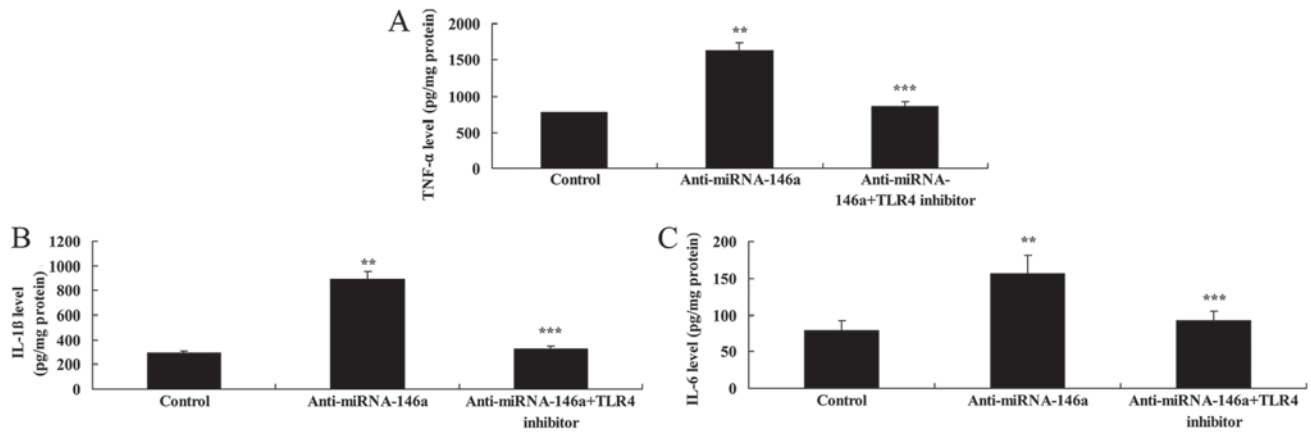 A
TNF-α level (pg/mg protein)
2000
1500
1000
500
0
**
***
Control
Anti-miRNA-146a
Anti-miRNA-
146a+TLR4 inhibitor
B
IL-1ß level
(pg/mg protein)
1200
1000
800
600
400
200
0
**
***
Control
Anti-miRNA-146a
Anti-miRNA-146a+TLR4
inhibitor
C
IL-6 level (pg/mg protein)
200
150
100
50
0
**
***
Control
Anti-miRNA-146a
Anti-miRNA-146a+TLR4
inhibitor